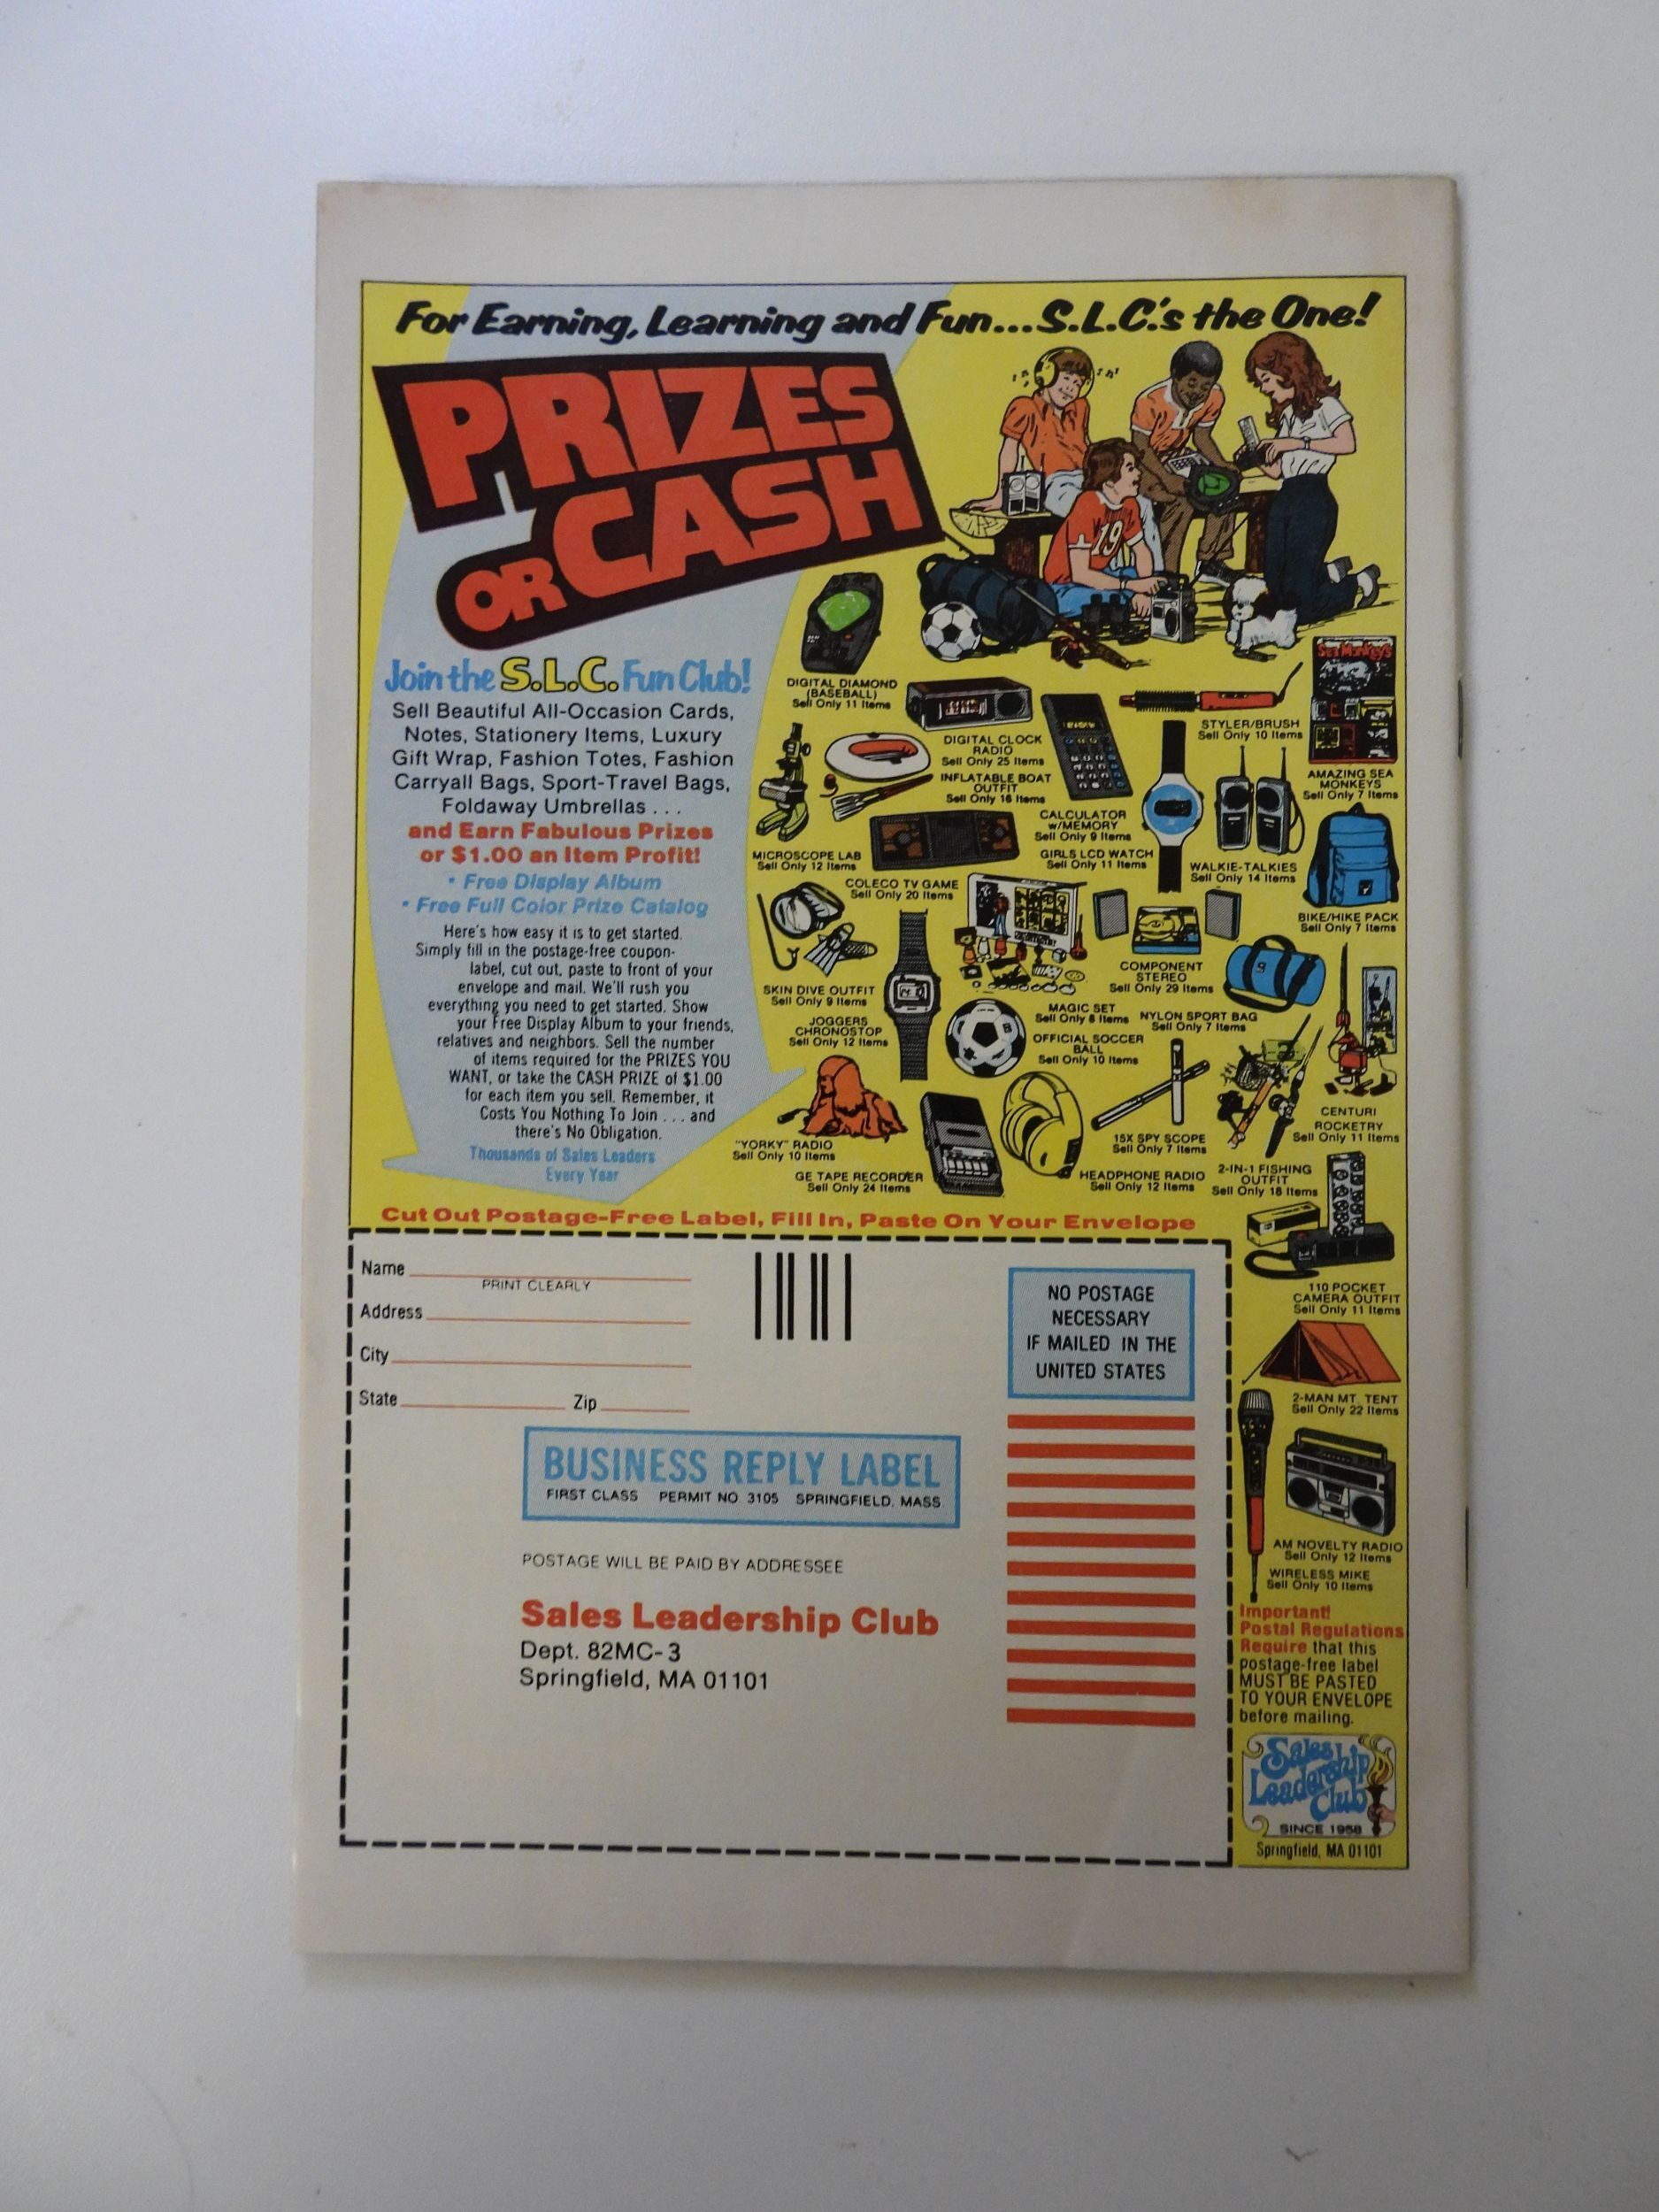 For Earning, Learning and Fun...S.L.C.'s the One!
PRIZES
OR CASH
Join the S.L.C. Fun Club!
Sell Beautiful All-Occasion Cards,
Notes, Stationery Items, Luxury
Gift Wrap, Fashion Totes, Fashion
Carryall Bags, Sport-Travel Bags,
Foldaway Umbrellas . . .
and Earn Fabulous Prizes
or $1.00 an Item Profit!
• Free Display Album
• Free Full Color Prize Catalog
Here's how easy it is to get started.
Simply fill in the postage-free coupon-
label, cut out, paste to front of your
envelope and mail. We'll rush you
everything you need to get started. Show
your Free Display Album to your friends,
relatives and neighbors. Sell the number
of items required for the PRIZES YOU
WANT, or take the CASH PRIZE of $1.00
for each item you sell. Remember, it
Costs You Nothing To Join . . . and
there's No Obligation.
Thousands of Sales Leaders
Every Year
19
DIGITAL DIAMOND
(BASEBALL)
Sell Only 11 Items
DIGITAL CLOCK
RADIO
Sell Only 25 Items
STYLER/BRUSH
Sell Only 10 Items
Sea Monkeys
AMAZING SEA
MONKEYS
Sell Only 7 Items
INFLATABLE BOAT
OUTFIT
Sell Only 16 Items
CALCULATOR
w/MEMORY
Sell Only 9 Items
MICROSCOPE LAB
Sell Only 12 Items
GIRLS LCD WATCH
Sell Only 11 Items
WALKIE-TALKIES
Sell Only 14 Items
COLECO TV GAME
Sell Only 20 Items
BIKE/HIKE PACK
Sell Only 7 Items
COMPONENT
STEREO
Sell Only 29 Items
SKIN DIVE OUTFIT
Sell Only 9 Items
MAGIC SET
Sell Only 8 Items
NYLON SPORT BAG
Sell Only 7 Items
JOGGERS
CHRONOSTOP
Sell Only 12 Items
OFFICIAL SOCCER
BALL
Sell Only 10 Items
CENTURI
ROCKETRY
Sell Only 11 Items
"YORKY" RADIO
Sell Only 10 Items
15X SPY SCOPE
Sell Only 7 Items
GE TAPE RECORDER
Sell Only 24 Items
HEADPHONE RADIO
Sell Only 12 Items
2-IN-1 FISHING
OUTFIT
Sell Only 18 Items
110 POCKET
CAMERA OUTFIT
Sell Only 11 Items
2-MAN MT. TENT
Sell Only 22 Items
AM NOVELTY RADIO
Sell Only 12 Items
WIRELESS MIKE
Sell Only 10 Items
Important!
Postal Regulations
Require that this
postage-free label
MUST BE PASTED
TO YOUR ENVELOPE
before mailing.
Sales
Leadership
Club
SINCE 1958
Springfield, MA 01101
Cut Out Postage-Free Label, Fill In, Paste On Your Envelope
Name
PRINT CLEARLY
Address
City
State Zip
NO POSTAGE
NECESSARY
IF MAILED IN THE
UNITED STATES
BUSINESS REPLY LABEL
FIRST CLASS PERMIT NO. 3105 SPRINGFIELD, MASS.
POSTAGE WILL BE PAID BY ADDRESSEE
Sales Leadership Club
Dept. 82MC-3
Springfield, MA 01101